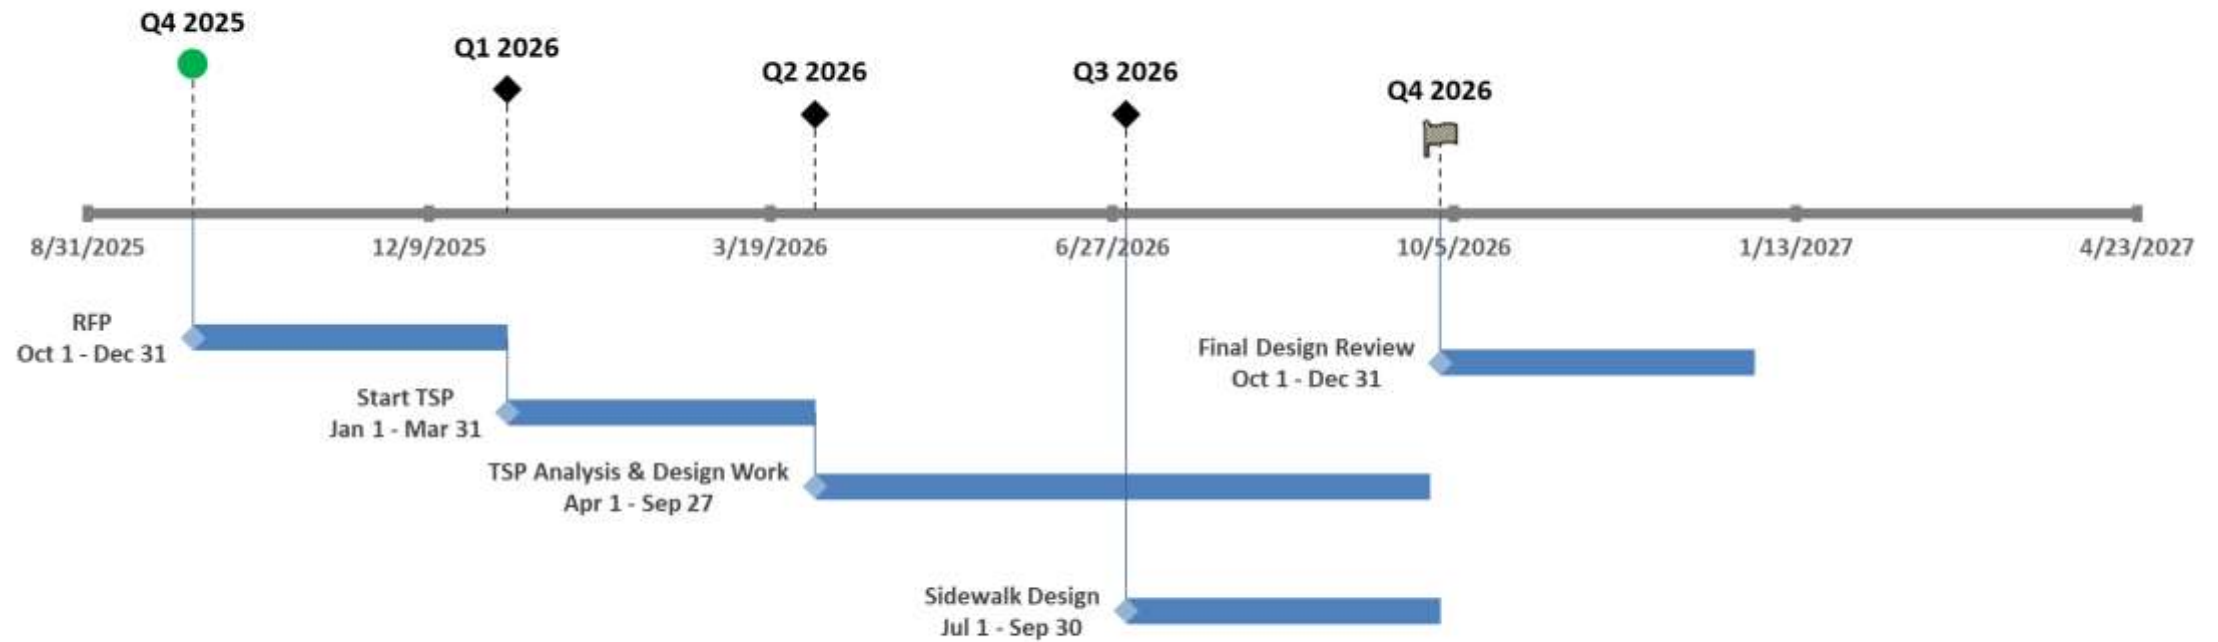 Q4 2025
Q1 2026
Q2 2026
Q3 2026
Q4 2026
8/31/2025
12/9/2025
3/19/2026
6/27/2026
10/5/2026
1/13/2027
4/23/2027
RFP
Oct 1 - Dec 31
Final Design Review
Oct 1 - Dec 31
Start TSP
Jan 1 - Mar 31
TSP Analysis & Design Work
Apr 1 - Sep 27
Sidewalk Design
Jul 1 - Sep 30